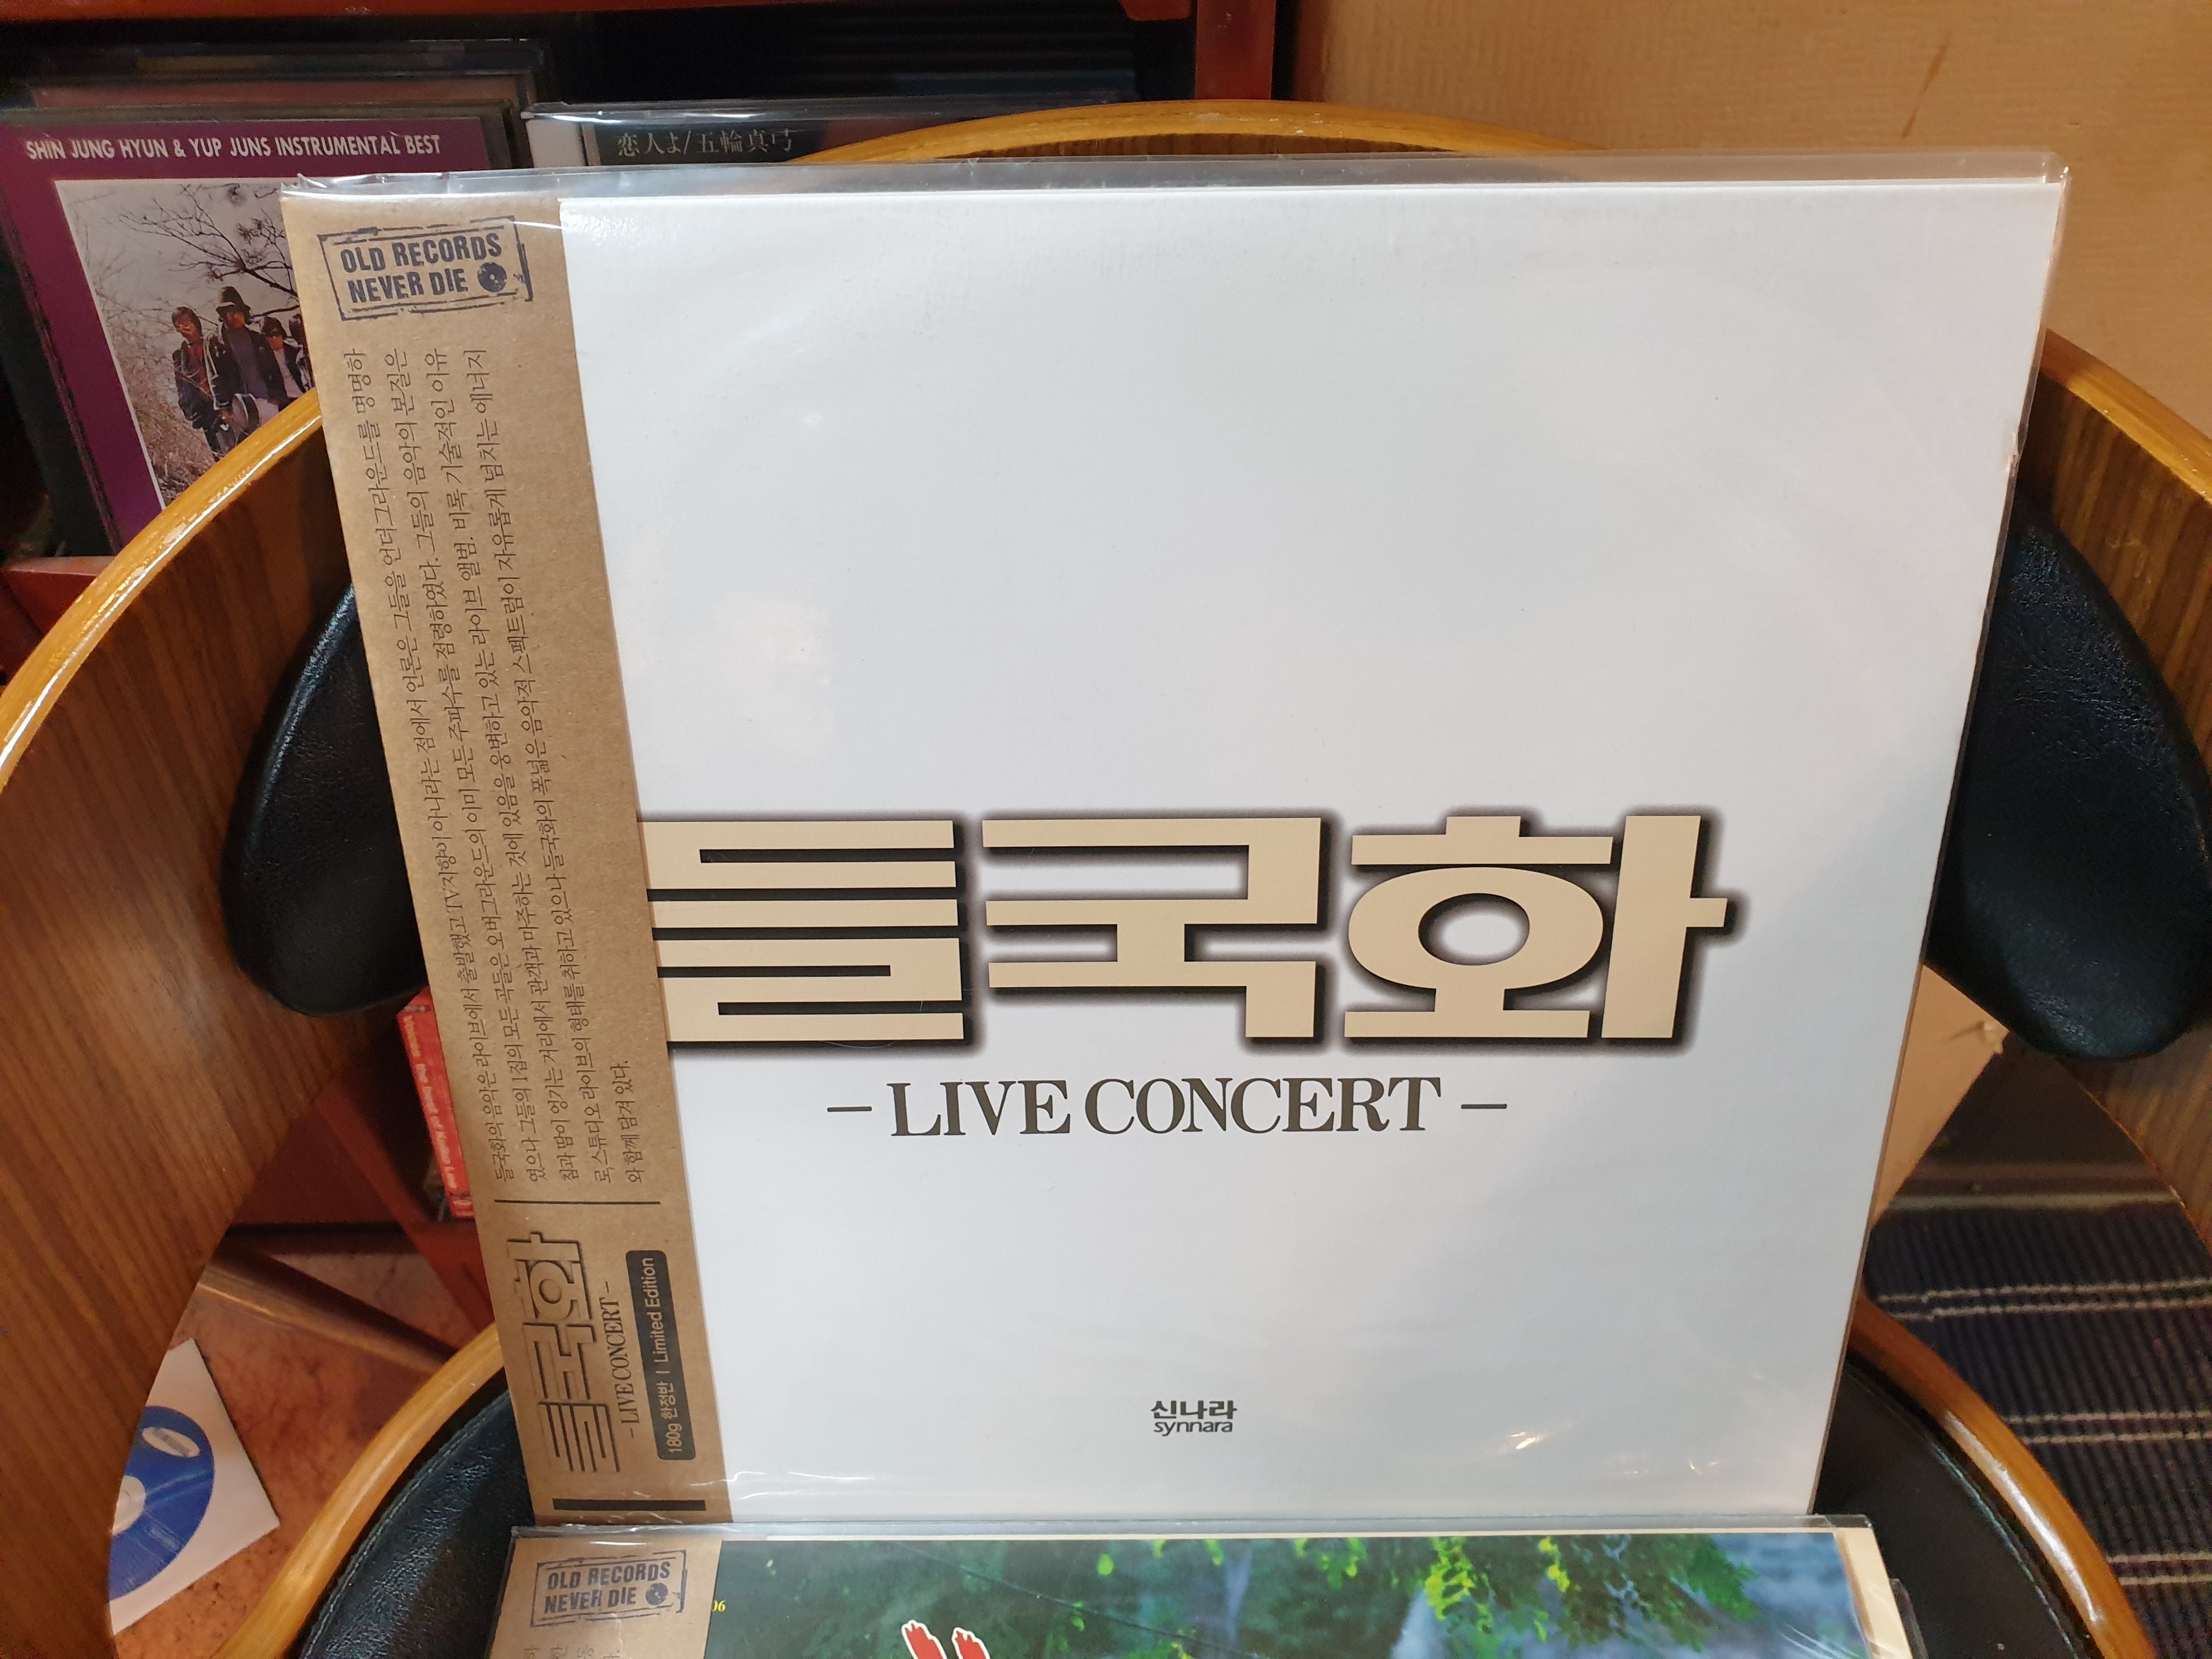 SHIN JUNG HYUN & YUP JUNS INSTRUMENTAL BEST
恋人よ/五輪真弓
OLD RECORDS
NEVER DIE
들국화의 음악은 라이브에서 출발했고 TV지향이 아니라는 점에서 언론은 그들을 언더그라운드를 명명하
였으나 그들의 1집의 모든 곡들은 오버그라운드의 이미 모든 주파수를 점령하였다. 그들의 음악의 본질은
침과 땀이 엉기는 거리에서 관객과 마주하는 것에 있음을 웅변하고 있는 라이브 앨범. 비록 기술적인 이유
로 스튜디오 라이브의 형태를 취하고 있으나 들국화의 폭넓은 음악적 스펙트럼이 자유롭게 넘치는 에너지
와 함께 담겨 있다.
들국화
- LIVE CONCERT -
180g 한정반 | Limited Edition
들국화
- LIVE CONCERT -
신나라
synnara
OLD RECORDS
NEVER DIE